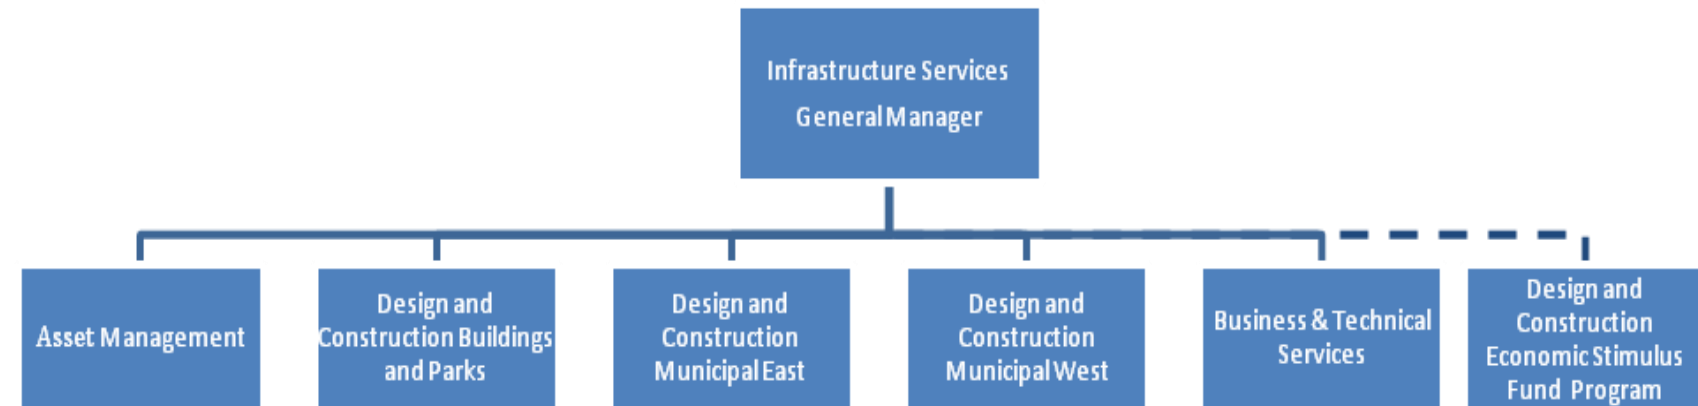 Infrastructure Services
General Manager
Asset Management
Design and
Construction Buildings
and Parks
Design and
Construction
Municipal East
Design and
Construction
Municipal West
Business & Technical
Services
Design and
Construction
Economic Stimulus
Fund Program